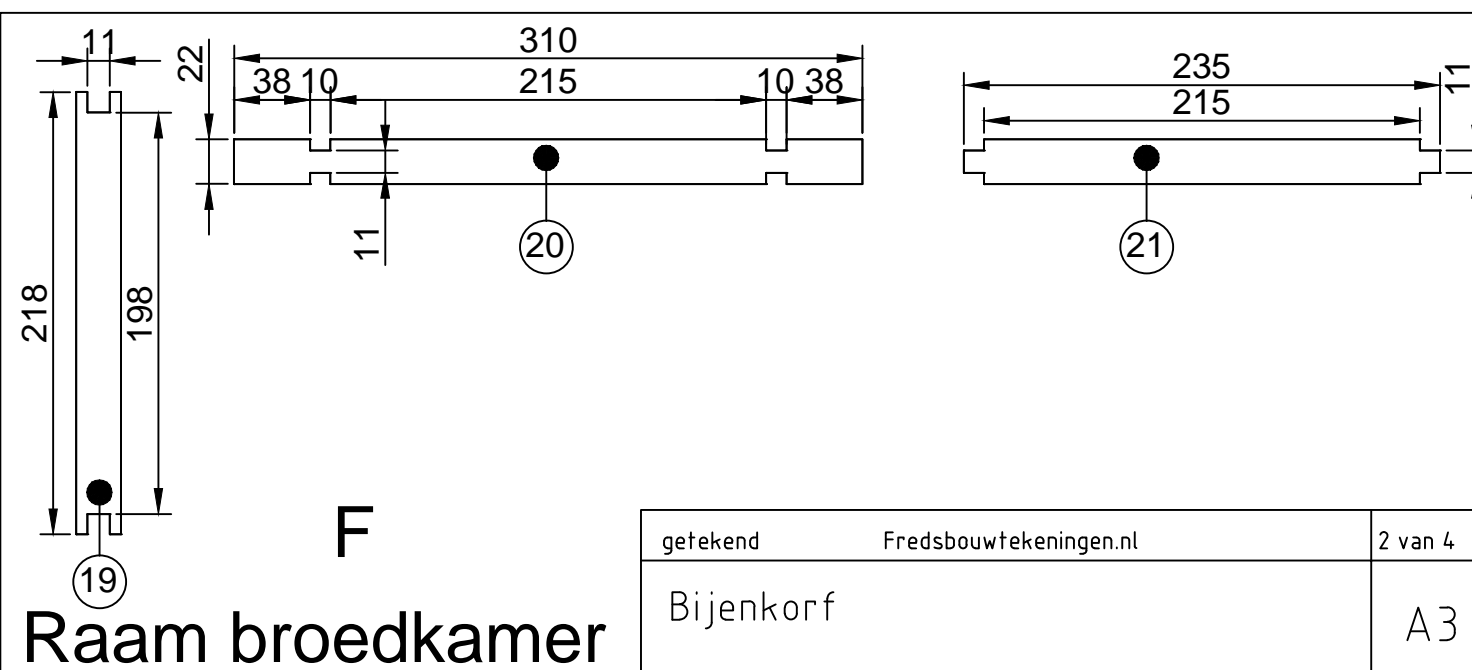 11
218
198
19
22
310
38 10 215 10 38
11
20
235
215
11
21
F
Raam broedkamer
getekend Fredsbouwtekeningen.nl 2 van 4
Bijenkorf A3